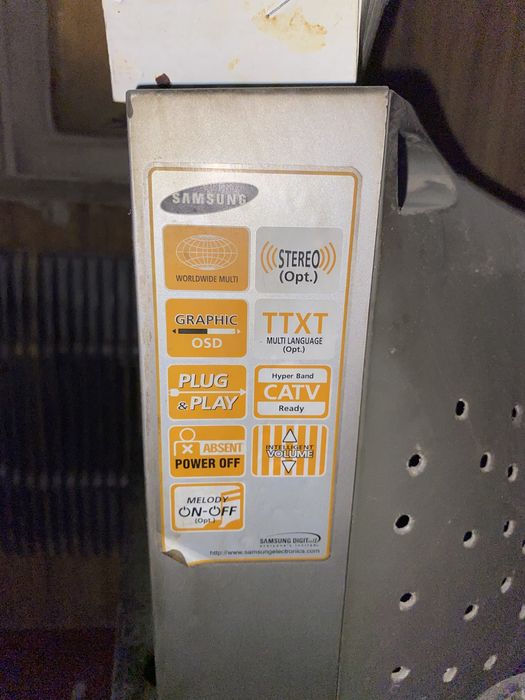 SAMSUNG
WORLDWIDE MULTI
STEREO
(Opt.)
GRAPHIC
OSD
TTXT
MULTI LANGUAGE
(Opt.)
PLUG
& PLAY
Hyper Band
CATV
Ready
ABSENT
POWER OFF
INTELLIGENT
VOLUME
MELODY
ON-OFF
(Opt.)
SAMSUNG DIGITall
http://www.samsungelectronics.com